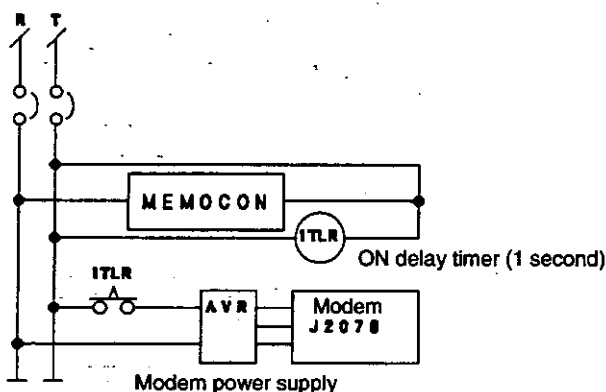 R T
MEMOCON
1TLR
ON delay timer (1 second)
1TLR
AVR
Modem
J2078
Modem power supply